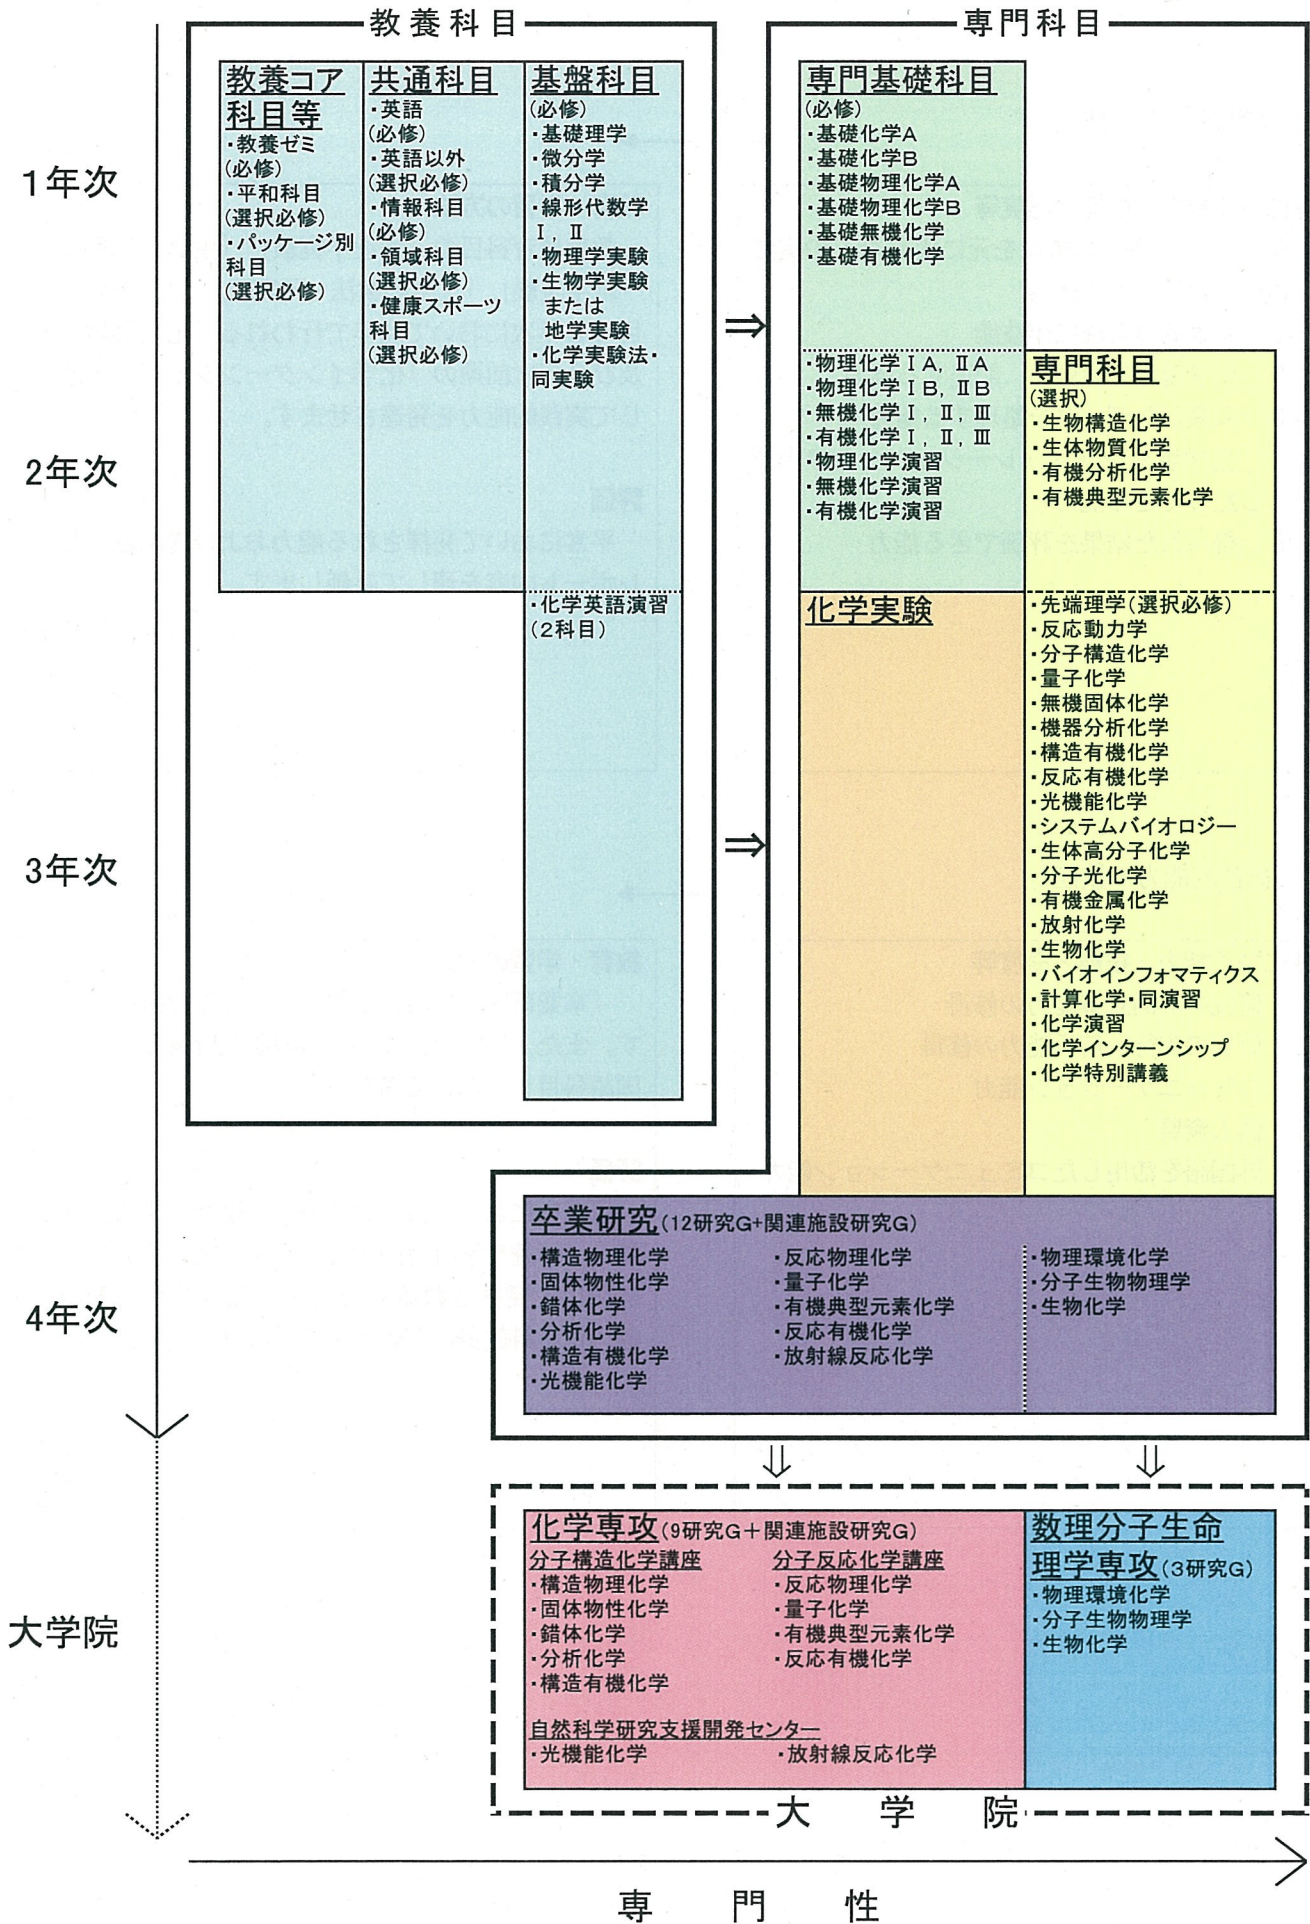 教養科目
専門科目
1年次
2年次
3年次
4年次
大学院
教養コア
科目等
・教養ゼミ
(必修)
・平和科目
(選択必修)
・パッケージ別
科目
(選択必修)
共通科目
・英語
(必修)
・英語以外
(選択必修)
・情報科目
(必修)
・領域科目
(選択必修)
・健康スポーツ
科目
(選択必修)
基盤科目
(必修)
・基礎理学
・微分学
・積分学
・線形代数学
Ⅰ, Ⅱ
・物理学実験
・生物学実験
または
地学実験
・化学実験法・
同実験
・化学英語演習
(2科目)
⇒
⇒
専門基礎科目
(必修)
・基礎化学A
・基礎化学B
・基礎物理化学A
・基礎物理化学B
・基礎無機化学
・基礎有機化学
・物理化学ⅠA, ⅡA
・物理化学ⅠB, ⅡB
・無機化学Ⅰ, Ⅱ, Ⅲ
・有機化学Ⅰ, Ⅱ, Ⅲ
・物理化学演習
・無機化学演習
・有機化学演習
化学実験
専門科目
(選択)
・生物構造化学
・生体物質化学
・有機分析化学
・有機典型元素化学
・先端理学(選択必修)
・反応動力学
・分子構造化学
・量子化学
・無機固体化学
・機器分析化学
・構造有機化学
・反応有機化学
・光機能化学
・システムバイオロジー
・生体高分子化学
・分子光化学
・有機金属化学
・放射化学
・生物化学
・バイオインフォマティクス
・計算化学・同演習
・化学演習
・化学インターンシップ
・化学特別講義
卒業研究(12研究G+関連施設研究G)
・構造物理化学
・固体物性化学
・錯体化学
・分析化学
・構造有機化学
・光機能化学
・反応物理化学
・量子化学
・有機典型元素化学
・反応有機化学
・放射線反応化学
・物理環境化学
・分子生物物理学
・生物化学
⇓
⇓
化学専攻(9研究G+関連施設研究G)
分子構造化学講座
・構造物理化学
・固体物性化学
・錯体化学
・分析化学
・構造有機化学
分子反応化学講座
・反応物理化学
・量子化学
・有機典型元素化学
・反応有機化学
自然科学研究支援開発センター
・光機能化学
・放射線反応化学
数理分子生命
理学専攻(3研究G)
・物理環境化学
・分子生物物理学
・生物化学
大学院
専門性